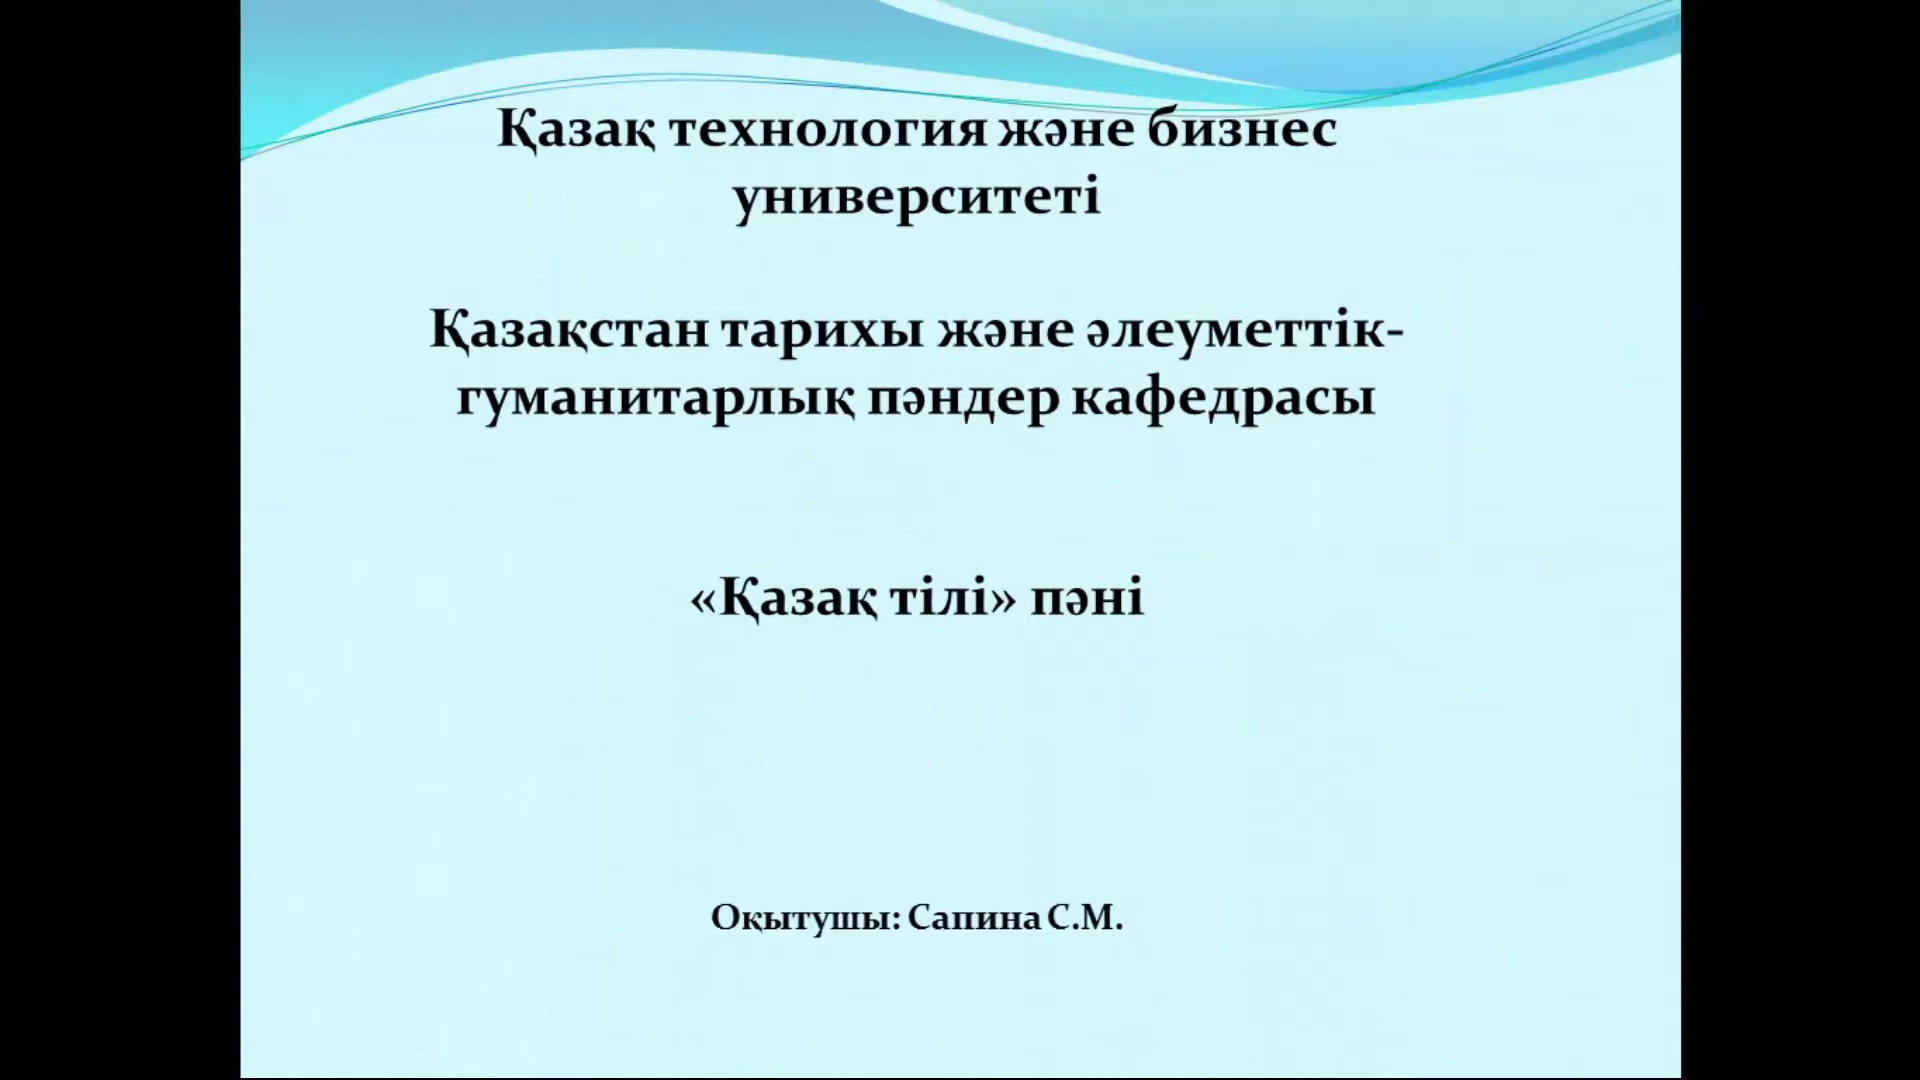 Қазақ технология және бизнес
университеті
Қазақстан тарихы және әлеуметтік-
гуманитарлық пәндер кафедрасы
«Қазақ тілі» пәні
Оқытушы: Сапина С.М.